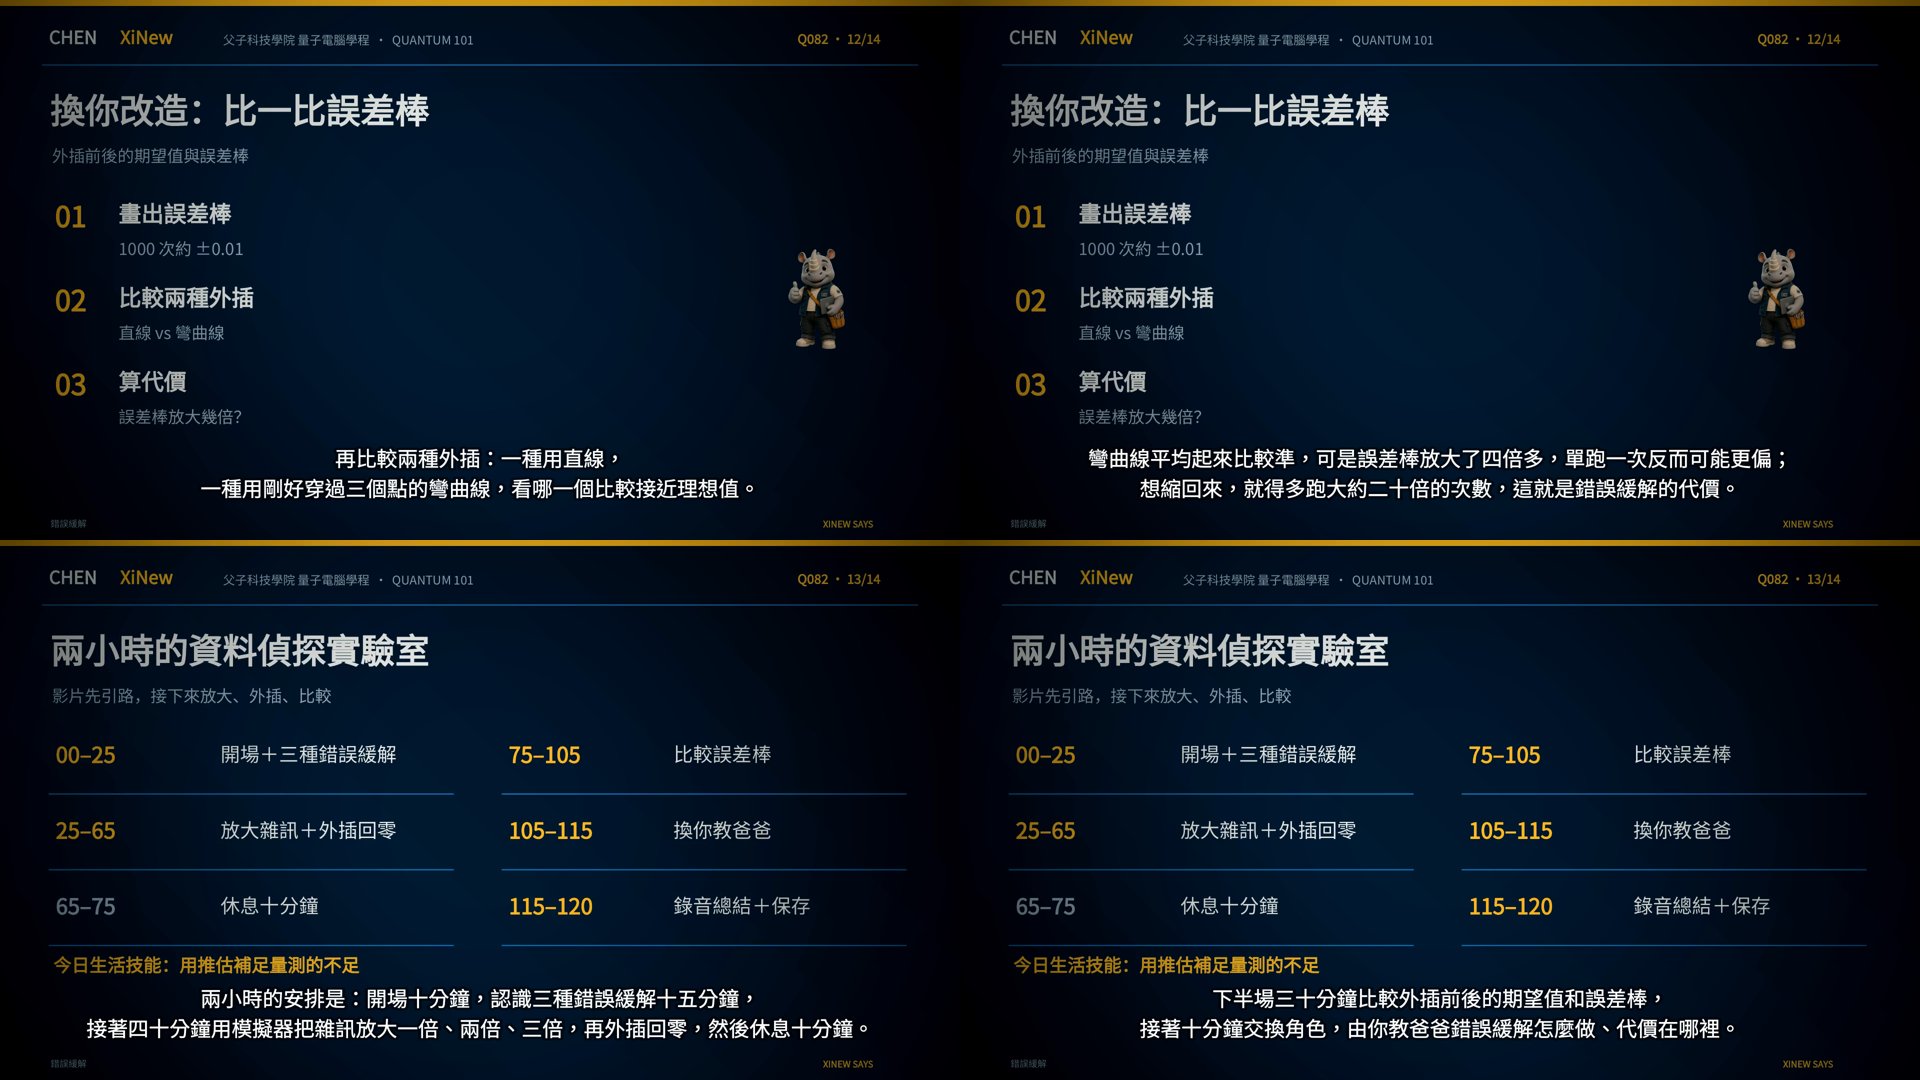 CHEN XiNew 父子科技學院 量子電腦學程 · QUANTUM 101 Q082 · 12/14
換你改造：比一比誤差棒
外插前後的期望值與誤差棒
01 畫出誤差棒
1000 次約 ±0.01
02 比較兩種外插
直線 vs 彎曲線
03 算代價
誤差棒放大幾倍？
再比較兩種外插：一種用直線，
一種用剛好穿過三個點的彎曲線，看哪一個比較接近理想值。
錯誤緩解 XINEW SAYS
CHEN XiNew 父子科技學院 量子電腦學程 · QUANTUM 101 Q082 · 12/14
換你改造：比一比誤差棒
外插前後的期望值與誤差棒
01 畫出誤差棒
1000 次約 ±0.01
02 比較兩種外插
直線 vs 彎曲線
03 算代價
誤差棒放大幾倍？
彎曲線平均起來比較準，可是誤差棒放大了四倍多，單跑一次反而可能更偏；
想縮回來，就得多跑大約二十倍的次數，這就是錯誤緩解的代價。
錯誤緩解 XINEW SAYS
CHEN XiNew 父子科技學院 量子電腦學程 · QUANTUM 101 Q082 · 13/14
兩小時的資料偵探實驗室
影片先引路，接下來放大、外插、比較
00–25 開場＋三種錯誤緩解 75–105 比較誤差棒
25–65 放大雜訊＋外插回零 105–115 換你教爸爸
65–75 休息十分鐘 115–120 錄音總結＋保存
今日生活技能：用推估補足量測的不足
兩小時的安排是：開場十分鐘，認識三種錯誤緩解十五分鐘，
接著四十分鐘用模擬器把雜訊放大一倍、兩倍、三倍，再外插回零，然後休息十分鐘。
錯誤緩解 XINEW SAYS
CHEN XiNew 父子科技學院 量子電腦學程 · QUANTUM 101 Q082 · 13/14
兩小時的資料偵探實驗室
影片先引路，接下來放大、外插、比較
00–25 開場＋三種錯誤緩解 75–105 比較誤差棒
25–65 放大雜訊＋外插回零 105–115 換你教爸爸
65–75 休息十分鐘 115–120 錄音總結＋保存
今日生活技能：用推估補足量測的不足
下半場三十分鐘比較外插前後的期望值和誤差棒，
接著十分鐘交換角色，由你教爸爸錯誤緩解怎麼做、代價在哪裡。
錯誤緩解 XINEW SAYS